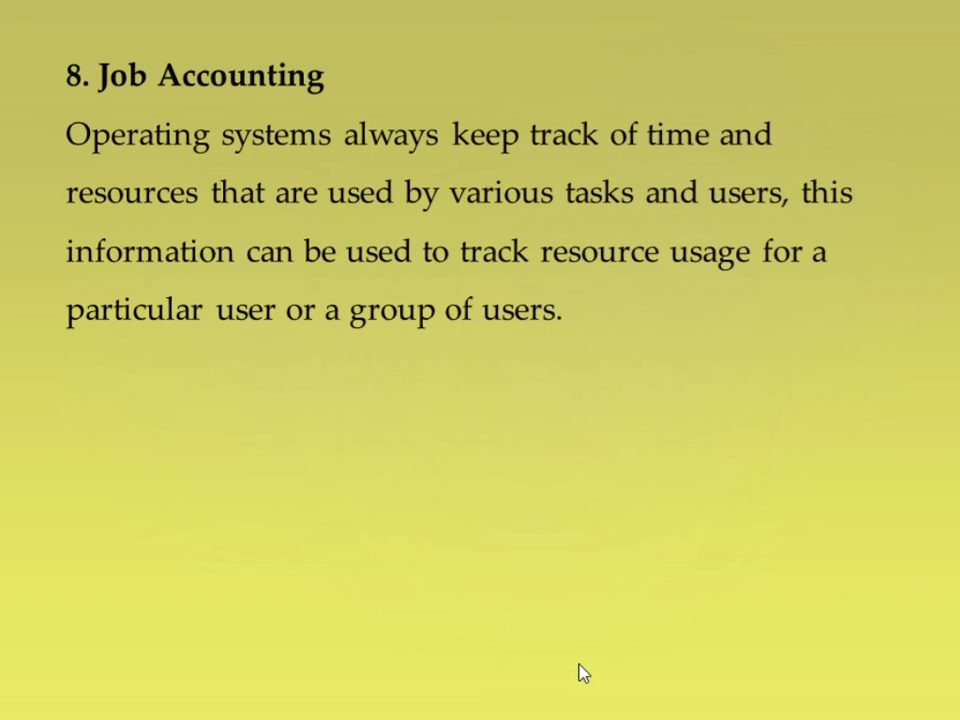 8. Job Accounting
Operating systems always keep track of time and
resources that are used by various tasks and users, this
information can be used to track resource usage for a
particular user or a group of users.